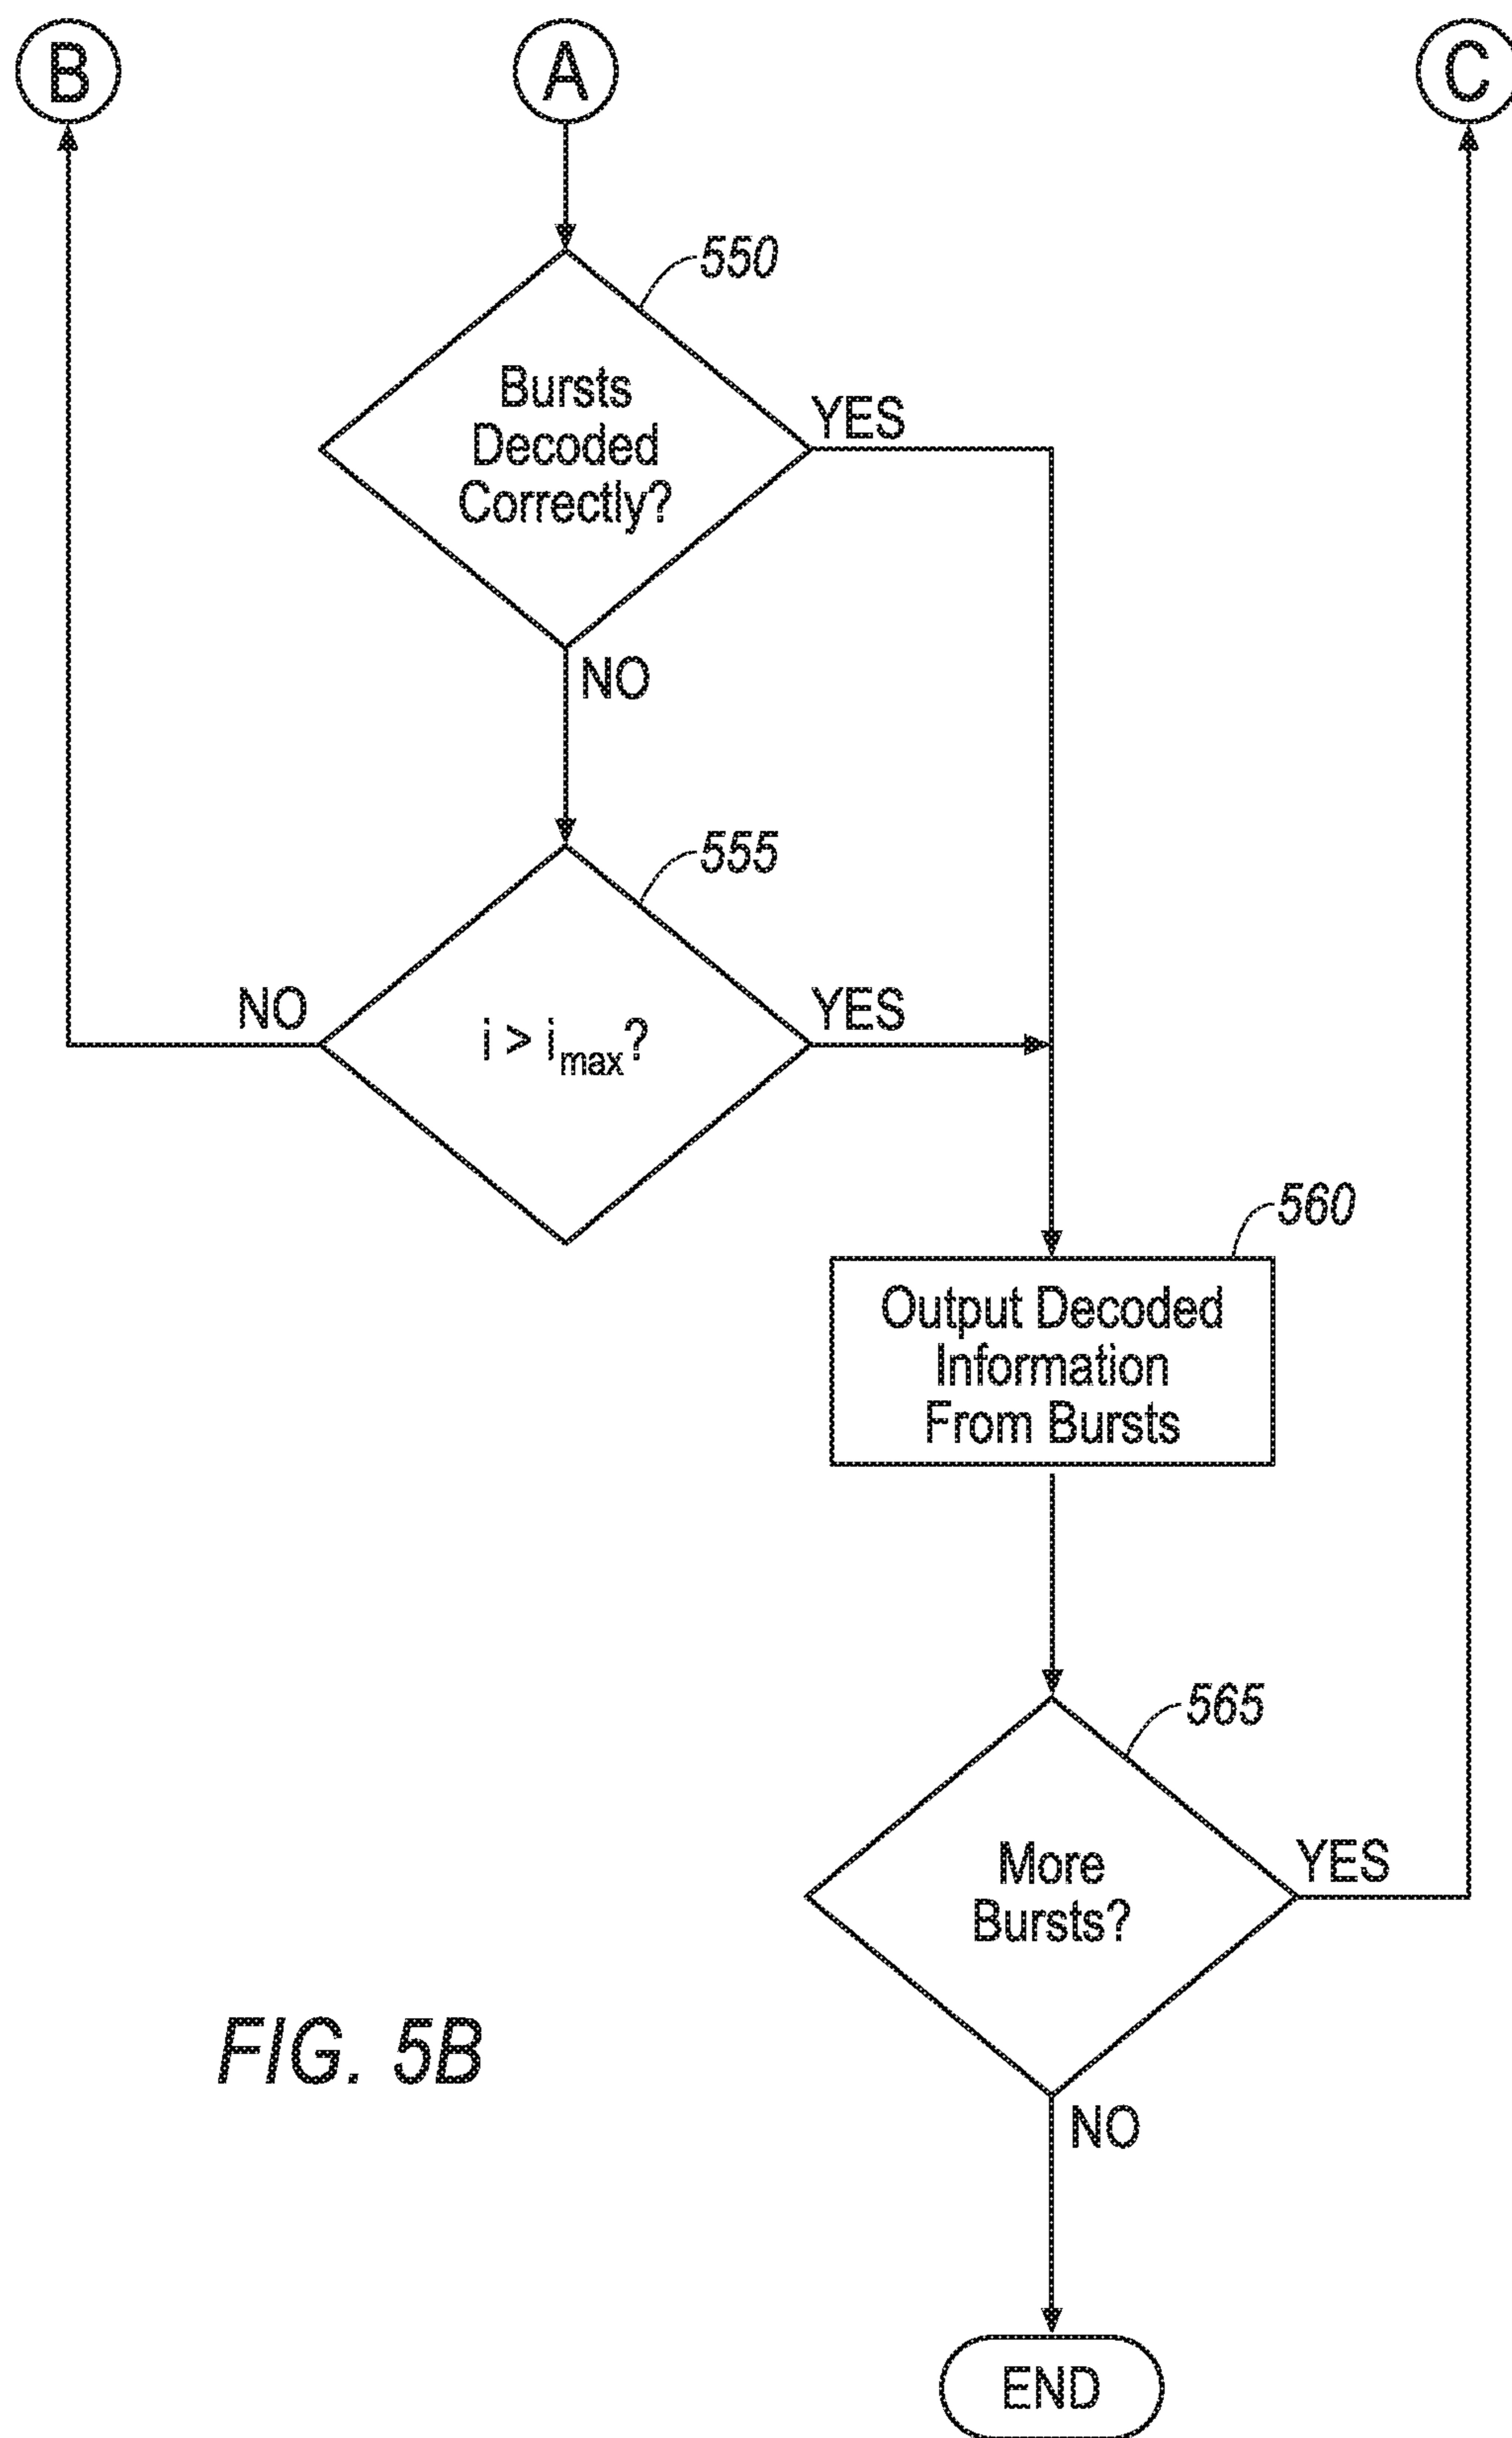 B
A
C
550
Bursts
Decoded
Correctly?
YES
NO
555
i > imax?
NO
YES
560
Output Decoded
Information
From Bursts
565
More
Bursts?
YES
NO
FIG. 5B
END